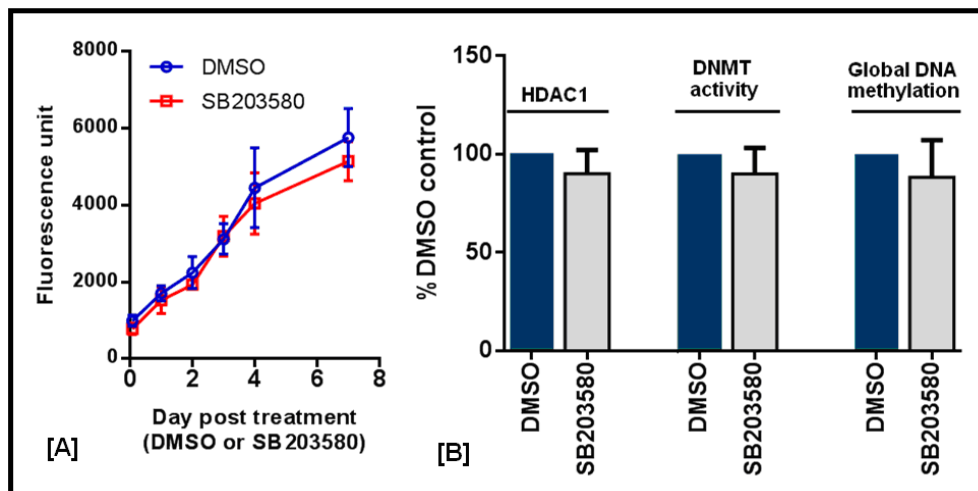 8000
6000
4000
2000
0
Fluorescence unit
DMSO
SB203580
0 2 4 6 8
Day post treatment
(DMSO or SB203580)
[A]
150
100
50
0
% DMSO control
HDAC1
DNMT
activity
Global DNA
methylation
DMSO
SB203580
DMSO
SB203580
DMSO
SB203580
[B]